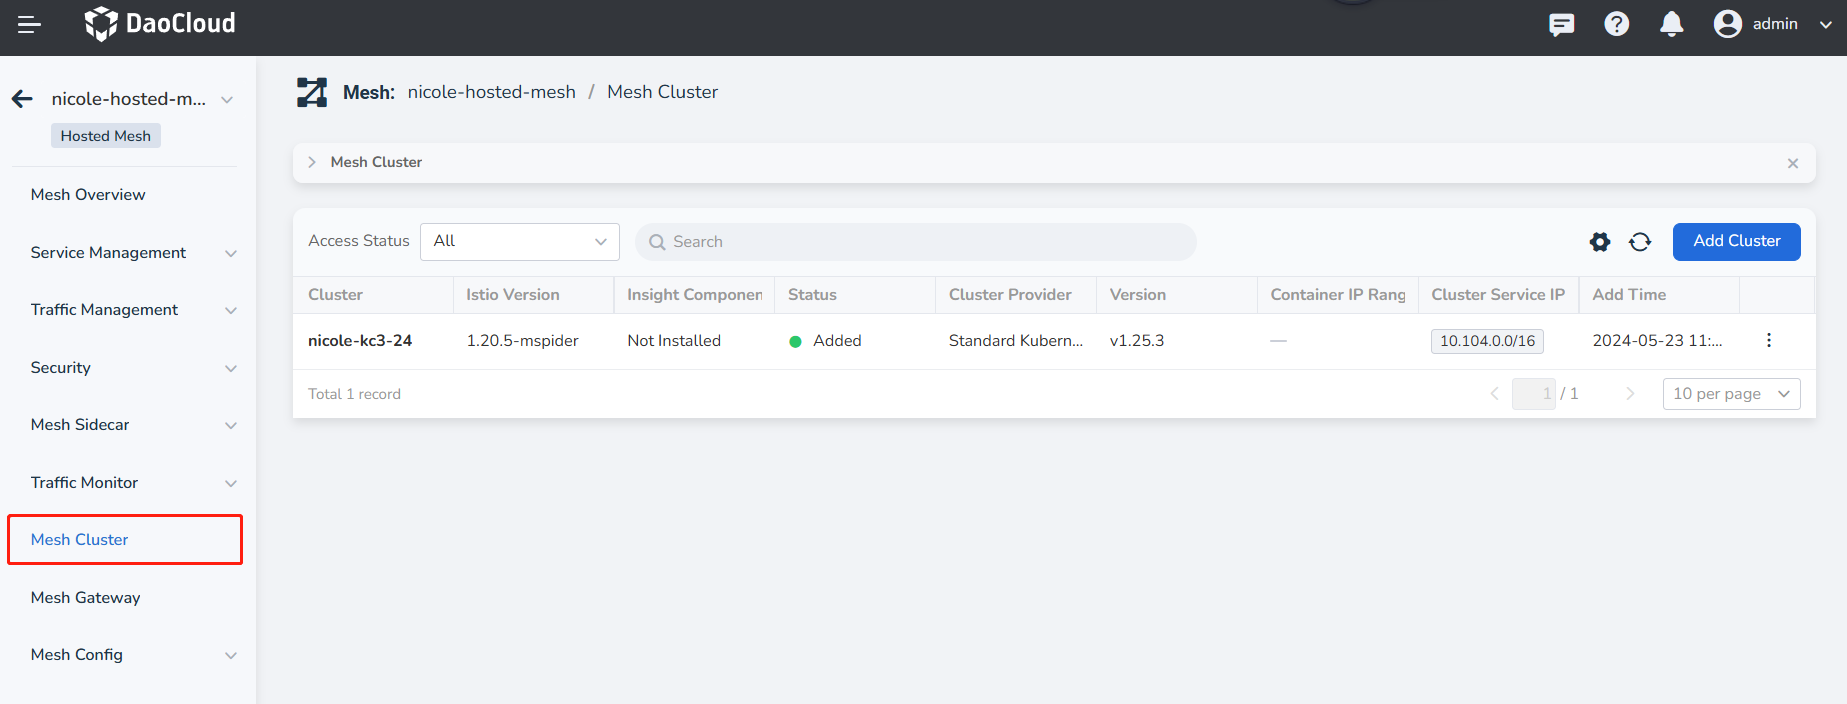 DaoCloud
admin
nicole-hosted-m...
Hosted Mesh
Mesh Overview
Service Management
Traffic Management
Security
Mesh Sidecar
Traffic Monitor
Mesh Cluster
Mesh Gateway
Mesh Config
Mesh: nicole-hosted-mesh / Mesh Cluster
Mesh Cluster
Access Status All Search Add Cluster
Cluster Istio Version Insight Componen Status Cluster Provider Version Container IP Rang Cluster Service IP Add Time
nicole-kc3-24 1.20.5-mspider Not Installed Added Standard Kubern... v1.25.3 — 10.104.0.0/16 2024-05-23 11:...
Total 1 record 1 / 1 10 per page